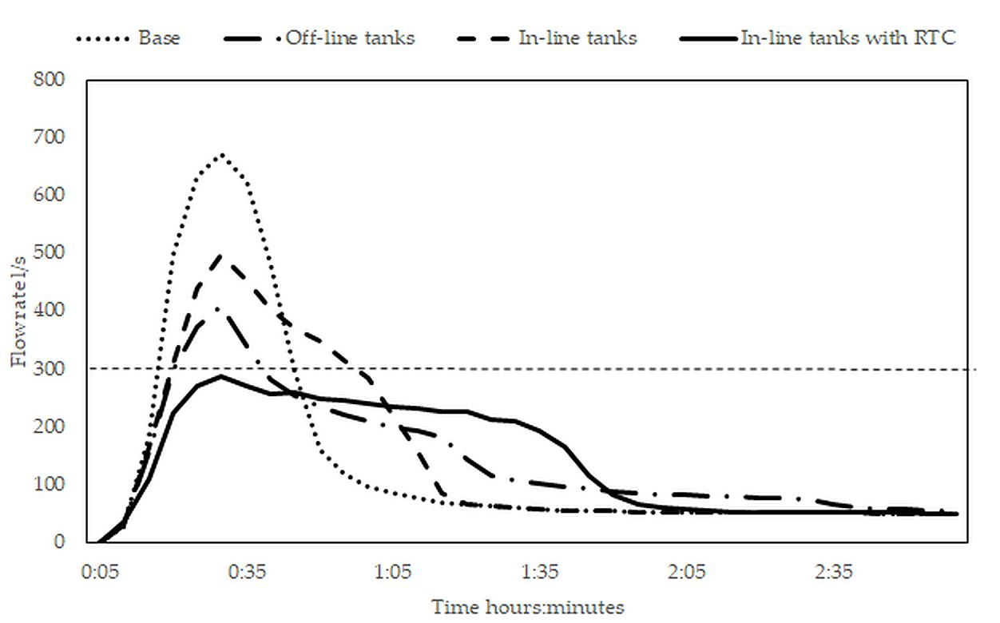 Base Off-line tanks In-line tanks In-line tanks with RTC
800
700
600
500
400
300
200
100
0
Flowrate l/s
0:05 0:35 1:05 1:35 2:05 2:35
Time hours:minutes